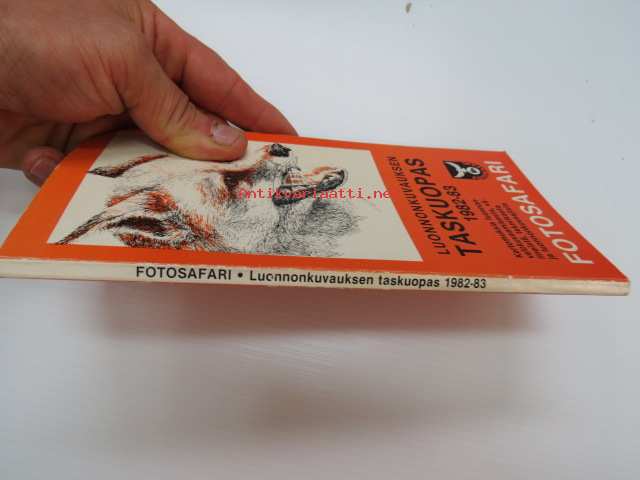 FOTOSAFARI • Luonnonkuvauksen taskuopas 1982-83
LUONNONKUVAUKSEN
TASKUOPAS
1982-83
FOTOSAFARI
Antikvariaatti.net